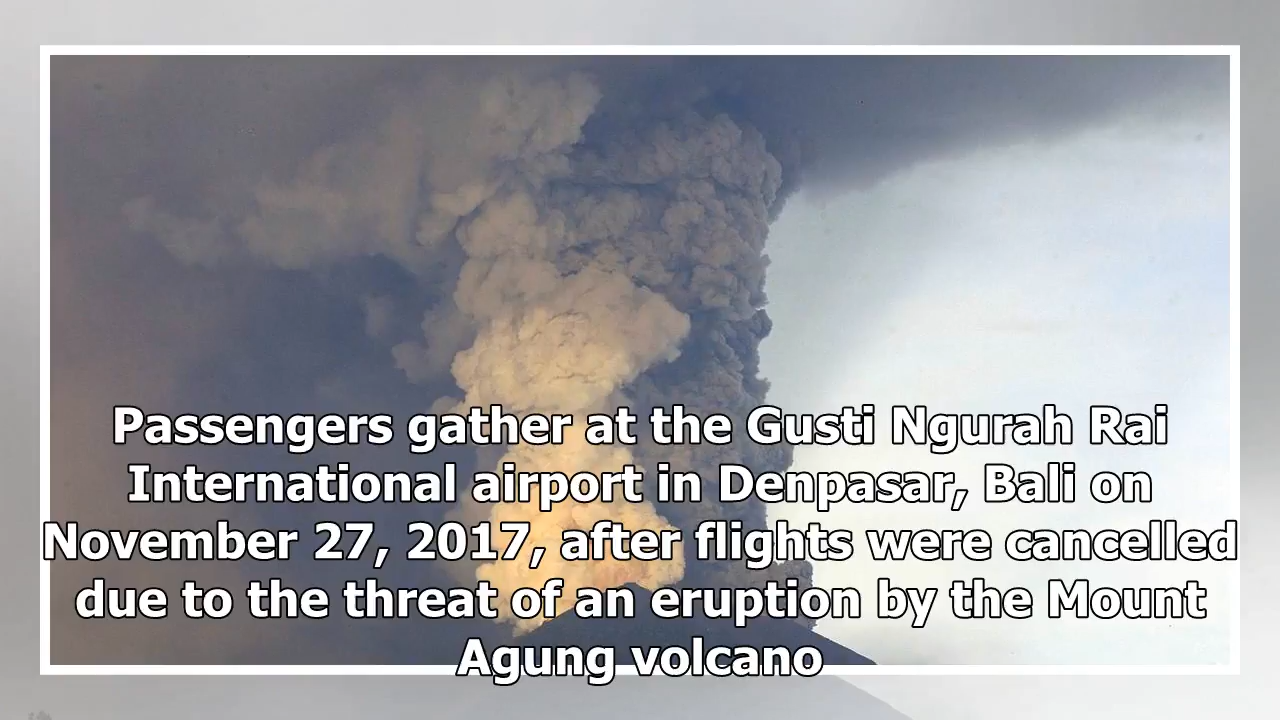 Passengers gather at the Gusti Ngurah Rai
International airport in Denpasar, Bali on
November 27, 2017, after flights were cancelled
due to the threat of an eruption by the Mount
Agung volcano